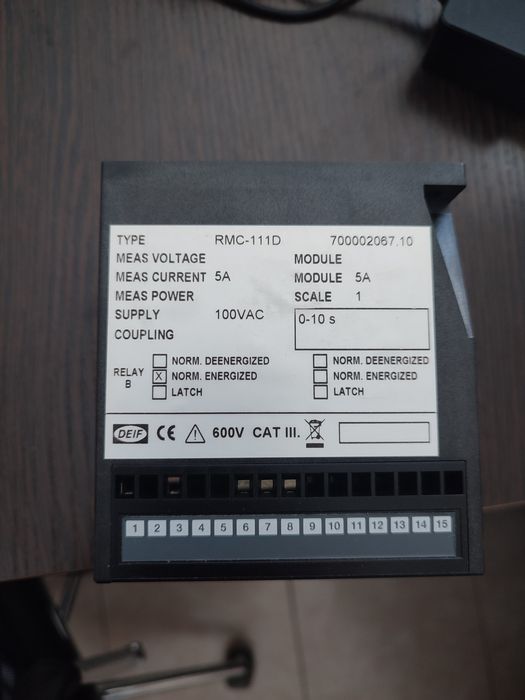 TYPE RMC-111D 700002067.10
MEAS VOLTAGE MODULE
MEAS CURRENT 5A MODULE 5A
MEAS POWER SCALE 1
SUPPLY 100VAC 0-10 s
COUPLING
NORM. DEENERGIZED NORM. DEENERGIZED
RELAY B X NORM. ENERGIZED NORM. ENERGIZED
LATCH LATCH
DEIF CE 600V CAT III.
1 2 3 4 5 6 7 8 9 10 11 12 13 14 15